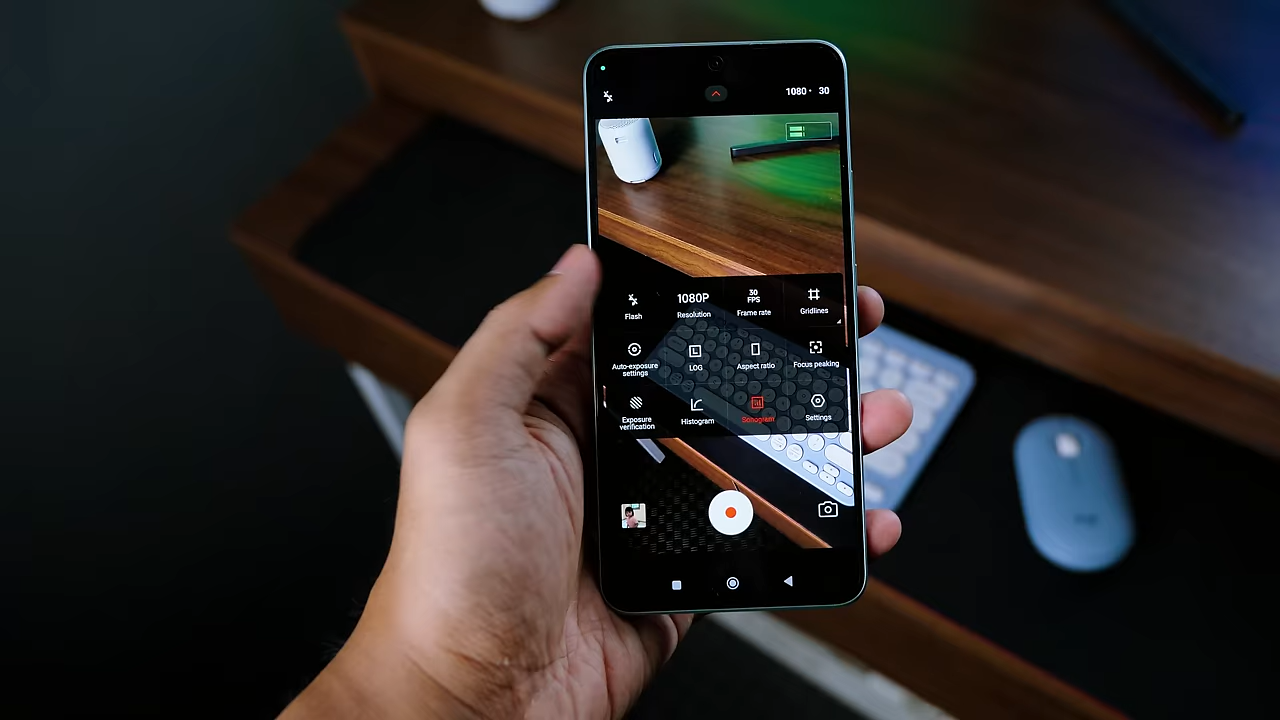 1080 · 30
1080P
30
FPS
Flash
Resolution
Frame rate
Gridlines
Auto-exposure
settings
LOG
Aspect ratio
Focus peaking
Exposure
verification
Histogram
Sonogram
Settings